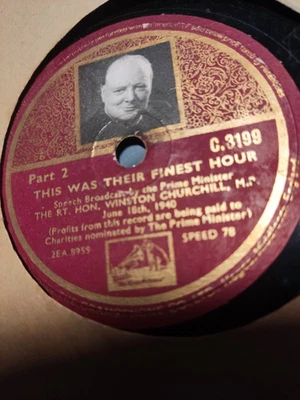 Part 2
C.3199
THIS WAS THEIR FINEST HOUR
Speech Broadcast by the Prime Minister
THE RT. HON. WINSTON CHURCHILL, M.P.
June 18th, 1940
(Profits from this record are being paid to
Charities nominated by The Prime Minister)
2EA.8959
SPEED 78